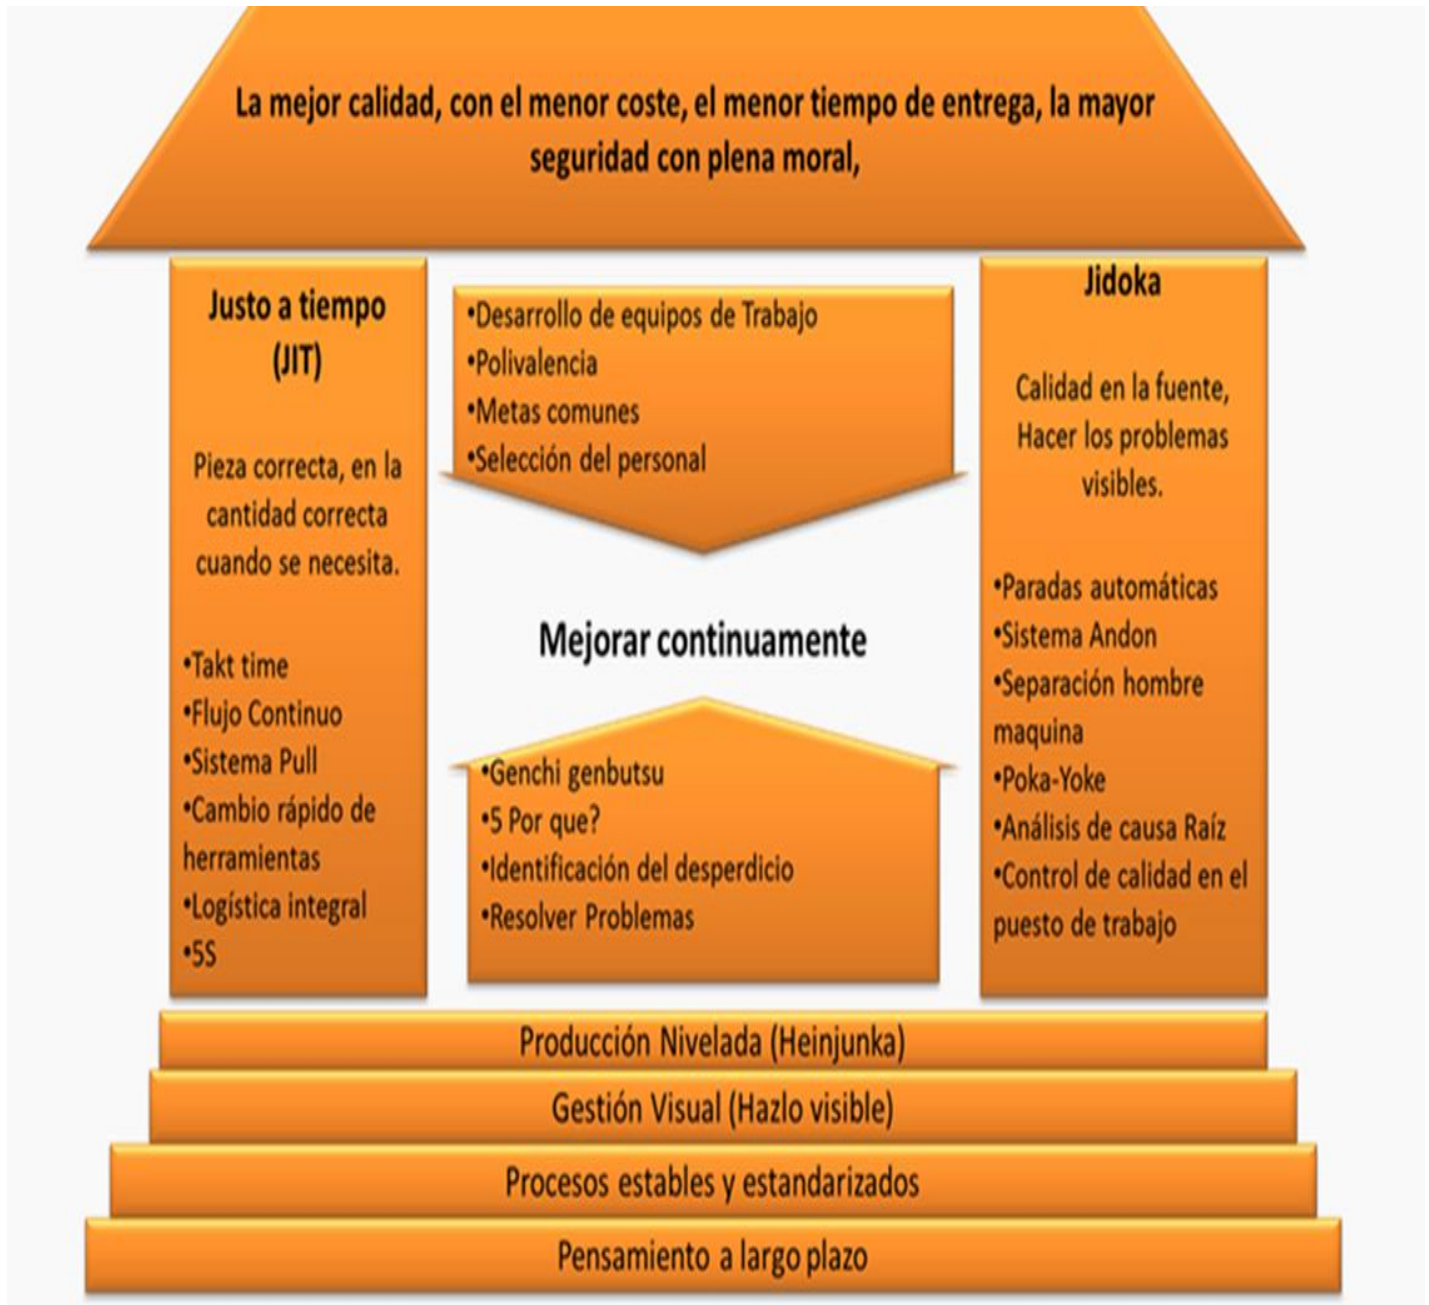 La mejor calidad, con el menor coste, el menor tiempo de entrega, la mayor
seguridad con plena moral,
Justo a tiempo
(JIT)
Pieza correcta, en la
cantidad correcta
cuando se necesita.
•Takt time
•Flujo Continuo
•Sistema Pull
•Cambio rápido de
herramientas
•Logística integral
•5S
•Desarrollo de equipos de Trabajo
•Polivalencia
•Metas comunes
•Selección del personal
Mejorar continuamente
•Genchi genbutsu
•5 Por que?
•Identificación del desperdicio
•Resolver Problemas
Jidoka
Calidad en la fuente,
Hacer los problemas
visibles.
•Paradas automáticas
•Sistema Andon
•Separación hombre
maquina
•Poka-Yoke
•Análisis de causa Raíz
•Control de calidad en el
puesto de trabajo
Producción Nivelada (Heinjunka)
Gestión Visual (Hazlo visible)
Procesos estables y estandarizados
Pensamiento a largo plazo